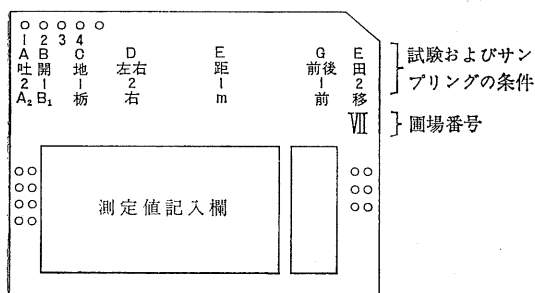 1 2 3 4
A B C D E G E
吐 開 地 左右 距 前後 田
2 1 1 2 1 1 2
A₂ B₁ 栃 右 m 前 移
試験およびサン
プリングの条件
Ⅶ
圃場番号
測定値記入欄